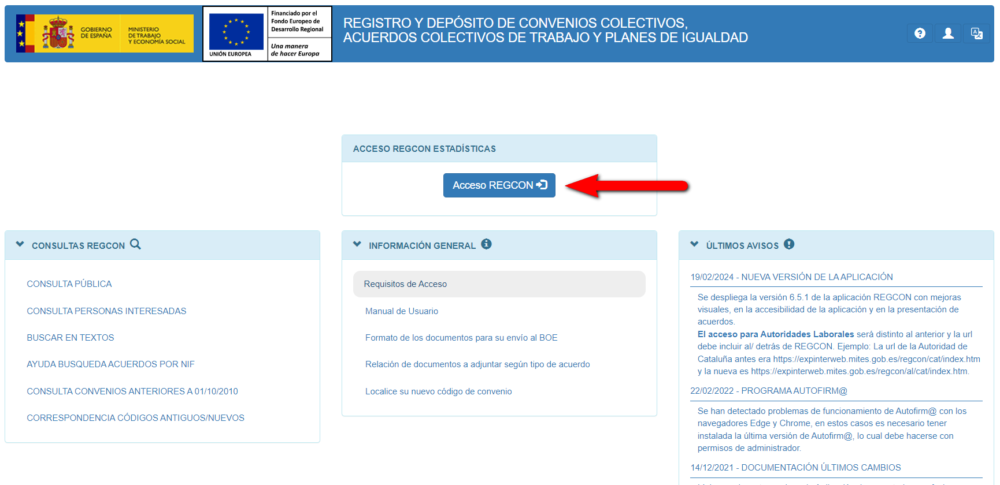 GOBIERNO
DE ESPAÑA
MINISTERIO
DE TRABAJO
Y ECONOMÍA SOCIAL
UNIÓN EUROPEA
Financiado por el
Fondo Europeo de
Desarrollo Regional
Una manera
de hacer Europa
REGISTRO Y DEPÓSITO DE CONVENIOS COLECTIVOS,
ACUERDOS COLECTIVOS DE TRABAJO Y PLANES DE IGUALDAD
ACCESO REGCON ESTADÍSTICAS
Acceso REGCON
CONSULTAS REGCON
CONSULTA PÚBLICA
CONSULTA PERSONAS INTERESADAS
BUSCAR EN TEXTOS
AYUDA BUSQUEDA ACUERDOS POR NIF
CONSULTA CONVENIOS ANTERIORES A 01/10/2010
CORRESPONDENCIA CÓDIGOS ANTIGUOS/NUEVOS
INFORMACIÓN GENERAL
Requisitos de Acceso
Manual de Usuario
Formato de los documentos para su envío al BOE
Relación de documentos a adjuntar según tipo de acuerdo
Localice su nuevo código de convenio
ÚLTIMOS AVISOS
19/02/2024 - NUEVA VERSIÓN DE LA APLICACIÓN
Se despliega la versión 6.5.1 de la aplicación REGCON con mejoras
visuales, en la accesibilidad de la aplicación y en la presentación de
acuerdos.
El acceso para Autoridades Laborales será distinto al anterior y la url
debe incluir al/ detrás de REGCON. Ejemplo: La url de la Autoridad de
Cataluña antes era https://expinterweb.mites.gob.es/regcon/cat/index.htm
y la nueva es https://expinterweb.mites.gob.es/regcon/al/cat/index.htm.
22/02/2022 - PROGRAMA AUTOFIRM@
Se han detectado problemas de funcionamiento de Autofirm@ con los
navegadores Edge y Chrome, en estos casos es necesario tener
instalada la última versión de Autofirm@, lo cual debe hacerse con
permisos de administrador.
14/12/2021 - DOCUMENTACIÓN ÚLTIMOS CAMBIOS